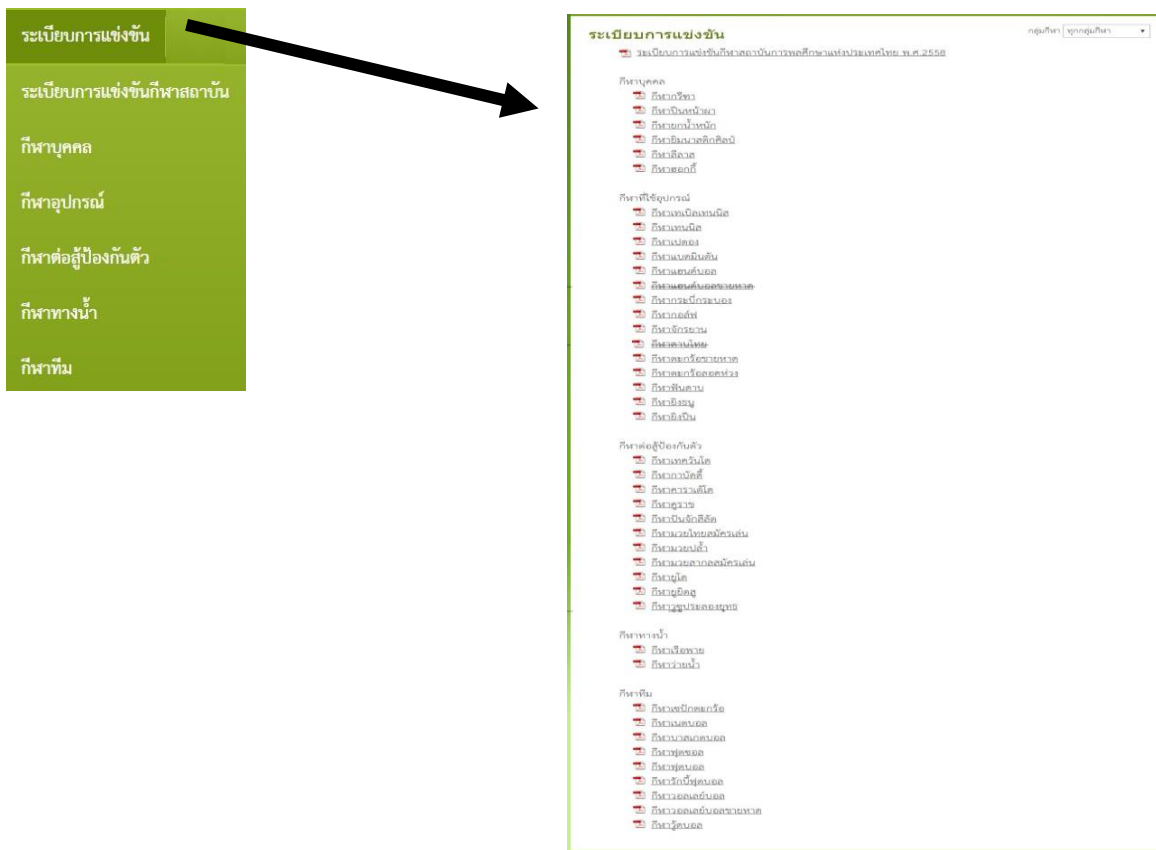 ระเบียบการแข่งขัน
ระเบียบการแข่งขันกีฬาสถาบัน
กีฬาบุคคล
กีฬาอุปกรณ์
กีฬาต่อสู้ป้องกันตัว
กีฬาทางน้ำ
กีฬาทีม
ระเบียบการแข่งขัน
กลุ่มกีฬา ทุกกลุ่มกีฬา
ระเบียบการแข่งขันกีฬาสถาบันการพลศึกษาแห่งประเทศไทย พ.ศ.2558
กีฬาบุคคล
กีฬากรีฑา
กีฬาปีนหน้าผา
กีฬายกน้ำหนัก
กีฬายิมนาสติกศิลป์
กีฬาลีลาศ
กีฬาฮอกกี้
กีฬาที่ใช้อุปกรณ์
กีฬาเทเบิลเทนนิส
กีฬาเทนนิส
กีฬาเปตอง
กีฬาแบดมินตัน
กีฬาแฮนด์บอล
กีฬาแฮนด์บอลชายหาด
กีฬากระบี่กระบอง
กีฬากอล์ฟ
กีฬาจักรยาน
กีฬาดาบไทย
กีฬาตะกร้อชายหาด
กีฬาตะกร้อลอดห่วง
กีฬาฟันดาบ
กีฬายิงธนู
กีฬายิงปืน
กีฬาต่อสู้ป้องกันตัว
กีฬาเทควันโด
กีฬากาบัดดี้
กีฬาคาราเต้โด
กีฬาคูราช
กีฬาปันจักสีลัต
กีฬามวยไทยสมัครเล่น
กีฬามวยปล้ำ
กีฬามวยสากลสมัครเล่น
กีฬายูโด
กีฬายูยิตสู
กีฬาวูซูประลองยุทธ
กีฬาทางน้ำ
กีฬาเรือพาย
กีฬาว่ายน้ำ
กีฬาทีม
กีฬาเซปักตะกร้อ
กีฬาเนตบอล
กีฬาบาสเกตบอล
กีฬาฟุตซอล
กีฬาฟุตบอล
กีฬารักบี้ฟุตบอล
กีฬาวอลเลย์บอล
กีฬาวอลเลย์บอลชายหาด
กีฬาวู้ดบอล